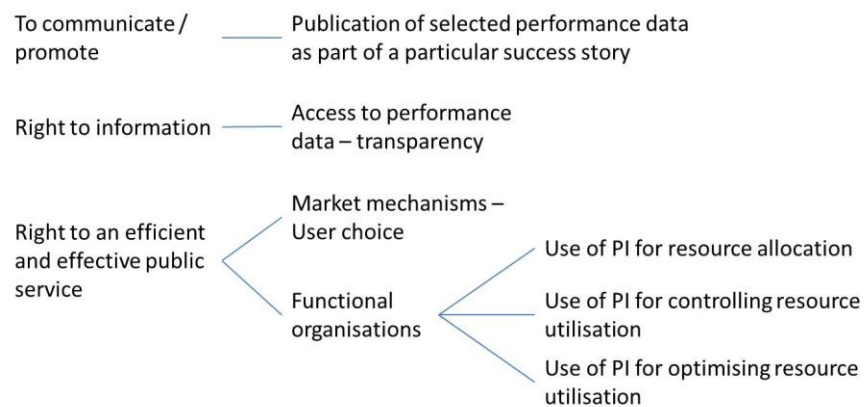 To communicate /
promote
Publication of selected performance data
as part of a particular success story
Right to information
Access to performance
data – transparency
Right to an efficient
and effective public
service
Market mechanisms –
User choice
Functional
organisations
Use of PI for resource allocation
Use of PI for controlling resource
utilisation
Use of PI for optimising resource
utilisation